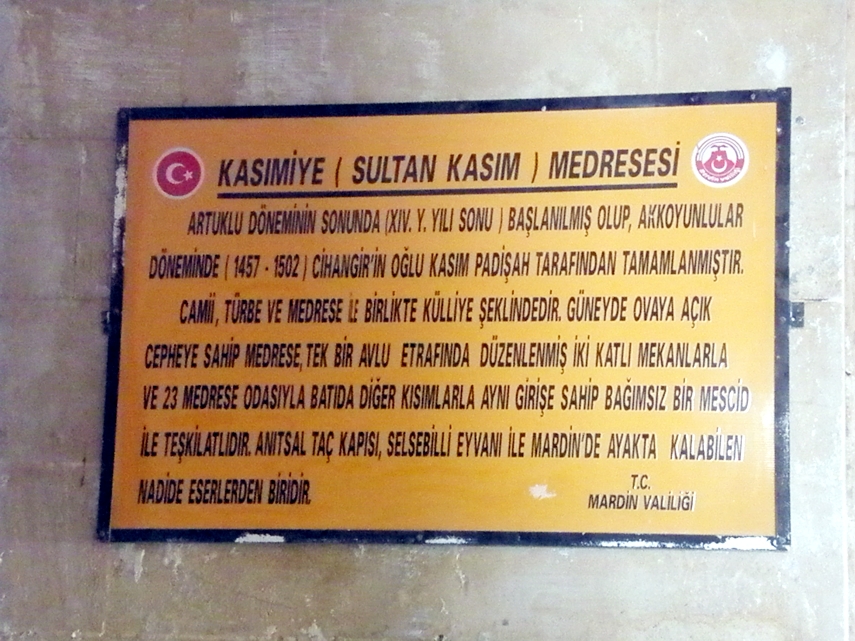 KASIMİYE ( SULTAN KASIM ) MEDRESESİ
ARTUKLU DÖNEMİNİN SONUNDA (XIV. Y. YILI SONU ) BAŞLANILMIŞ OLUP, AKKOYUNLULAR
DÖNEMİNDE ( 1457 - 1502 ) CİHANGİR'İN OĞLU KASIM PADİŞAH TARAFINDAN TAMAMLANMIŞTIR.
CAMİİ, TÜRBE VE MEDRESE İLE BİRLİKTE KÜLLİYE ŞEKLİNDEDİR. GÜNEYDE OVAYA AÇIK
CEPHEYE SAHİP MEDRESE, TEK BİR AVLU ETRAFINDA DÜZENLENMİŞ İKİ KATLI MEKANLARLA
VE 23 MEDRESE ODASIYLA BATIDA DİĞER KISIMLARLA AYNI GİRİŞE SAHİP BAĞIMSIZ BİR MESCİD
İLE TEŞKİLATLIDIR. ANITSAL TAÇ KAPISI, SELSEBİLLİ EYVANI İLE MARDİN'DE AYAKTA KALABİLEN
NADİDE ESERLERDEN BİRİDİR.
T.C.
MARDİN VALİLİĞİ